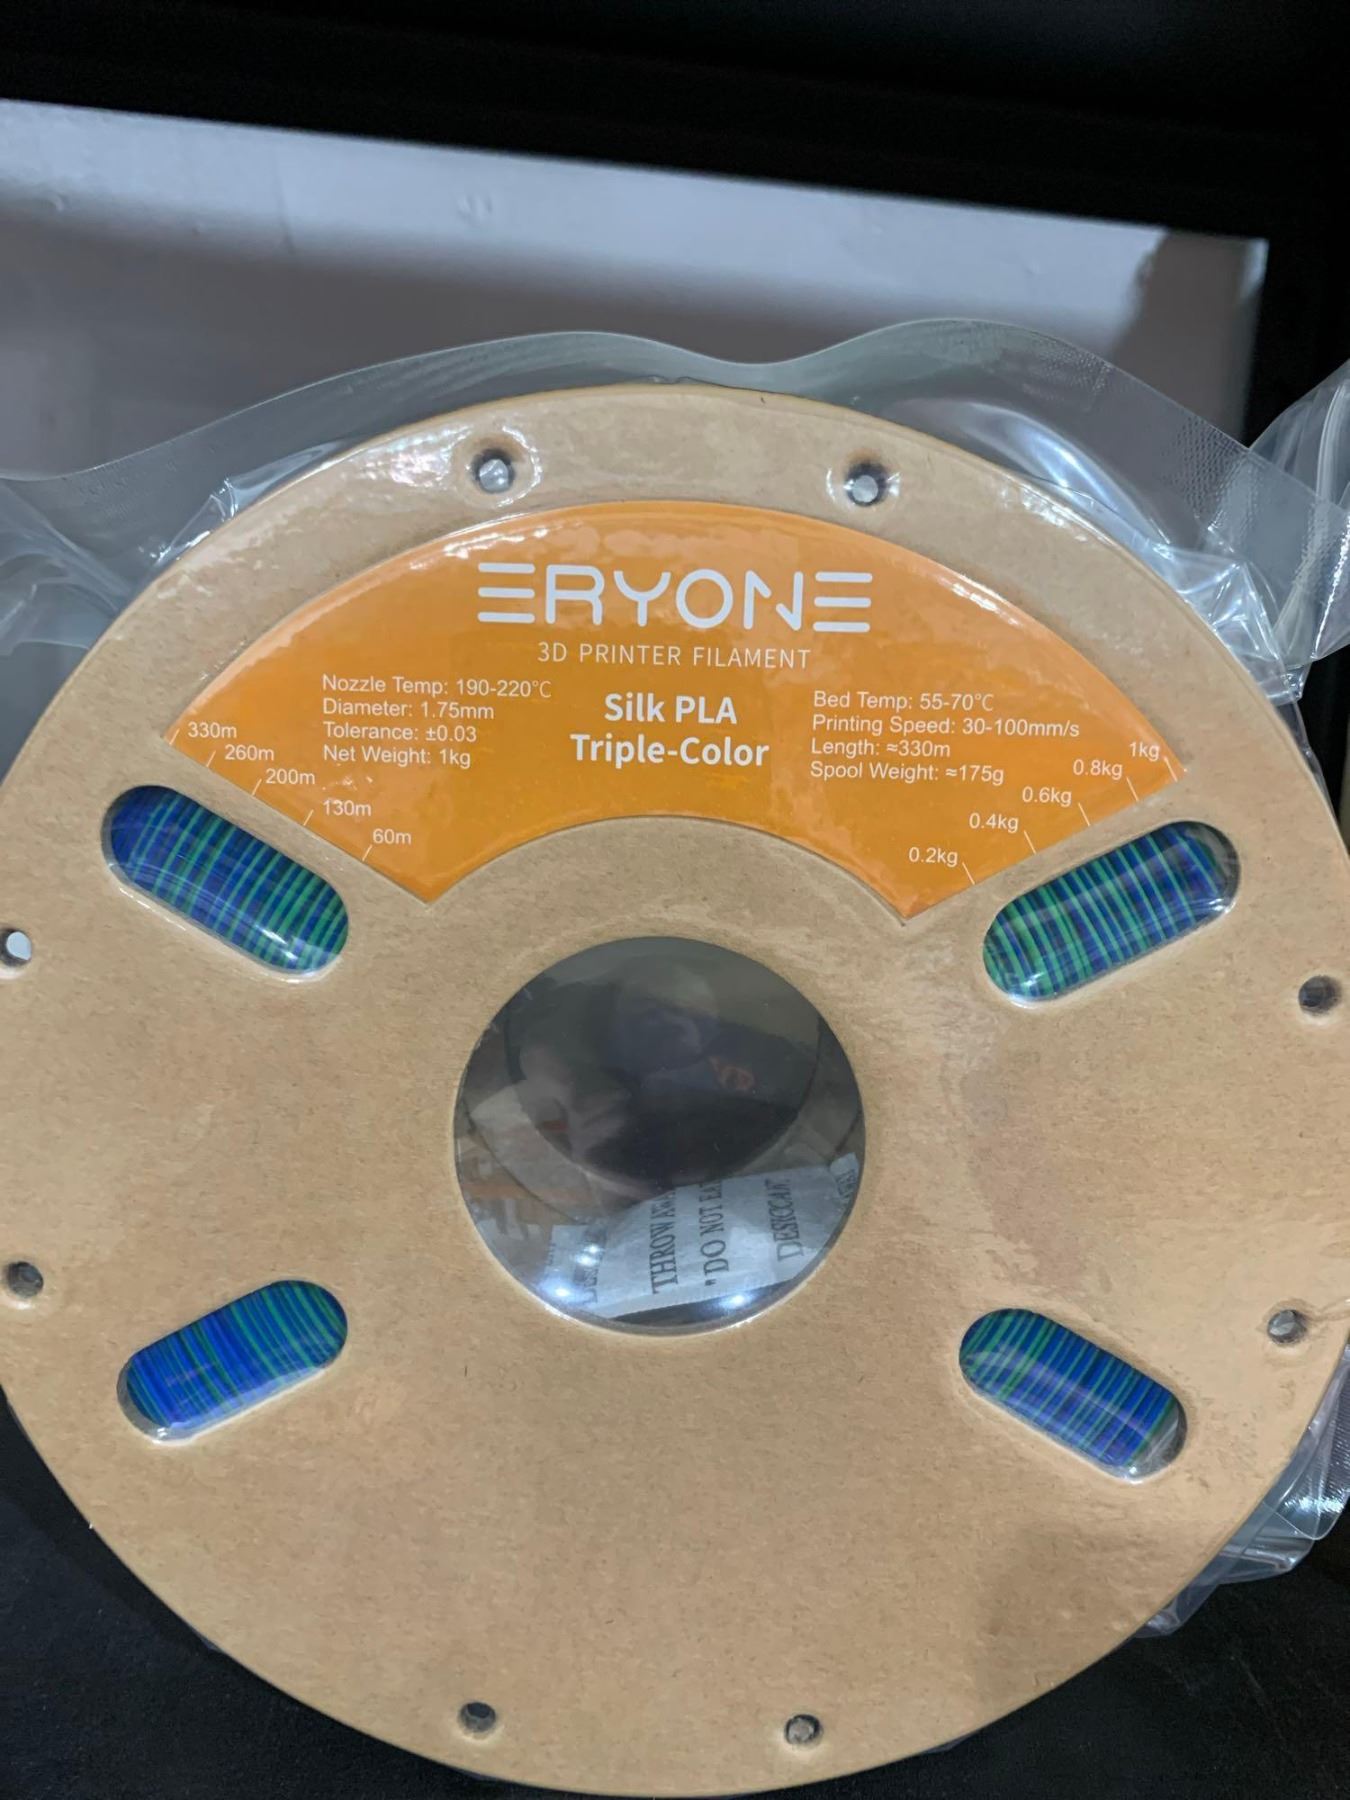 ERYONE
3D PRINTER FILAMENT
Silk PLA
Triple-Color
Nozzle Temp: 190-220°C
Diameter: 1.75mm
Tolerance: ±0.03
Net Weight: 1kg
Bed Temp: 55-70°C
Printing Speed: 30-100mm/s
Length: ≈330m
Spool Weight: ≈175g
330m
260m
200m
130m
60m
1kg
0.8kg
0.6kg
0.4kg
0.2kg
THROW
"DO NOT
DESICCANT